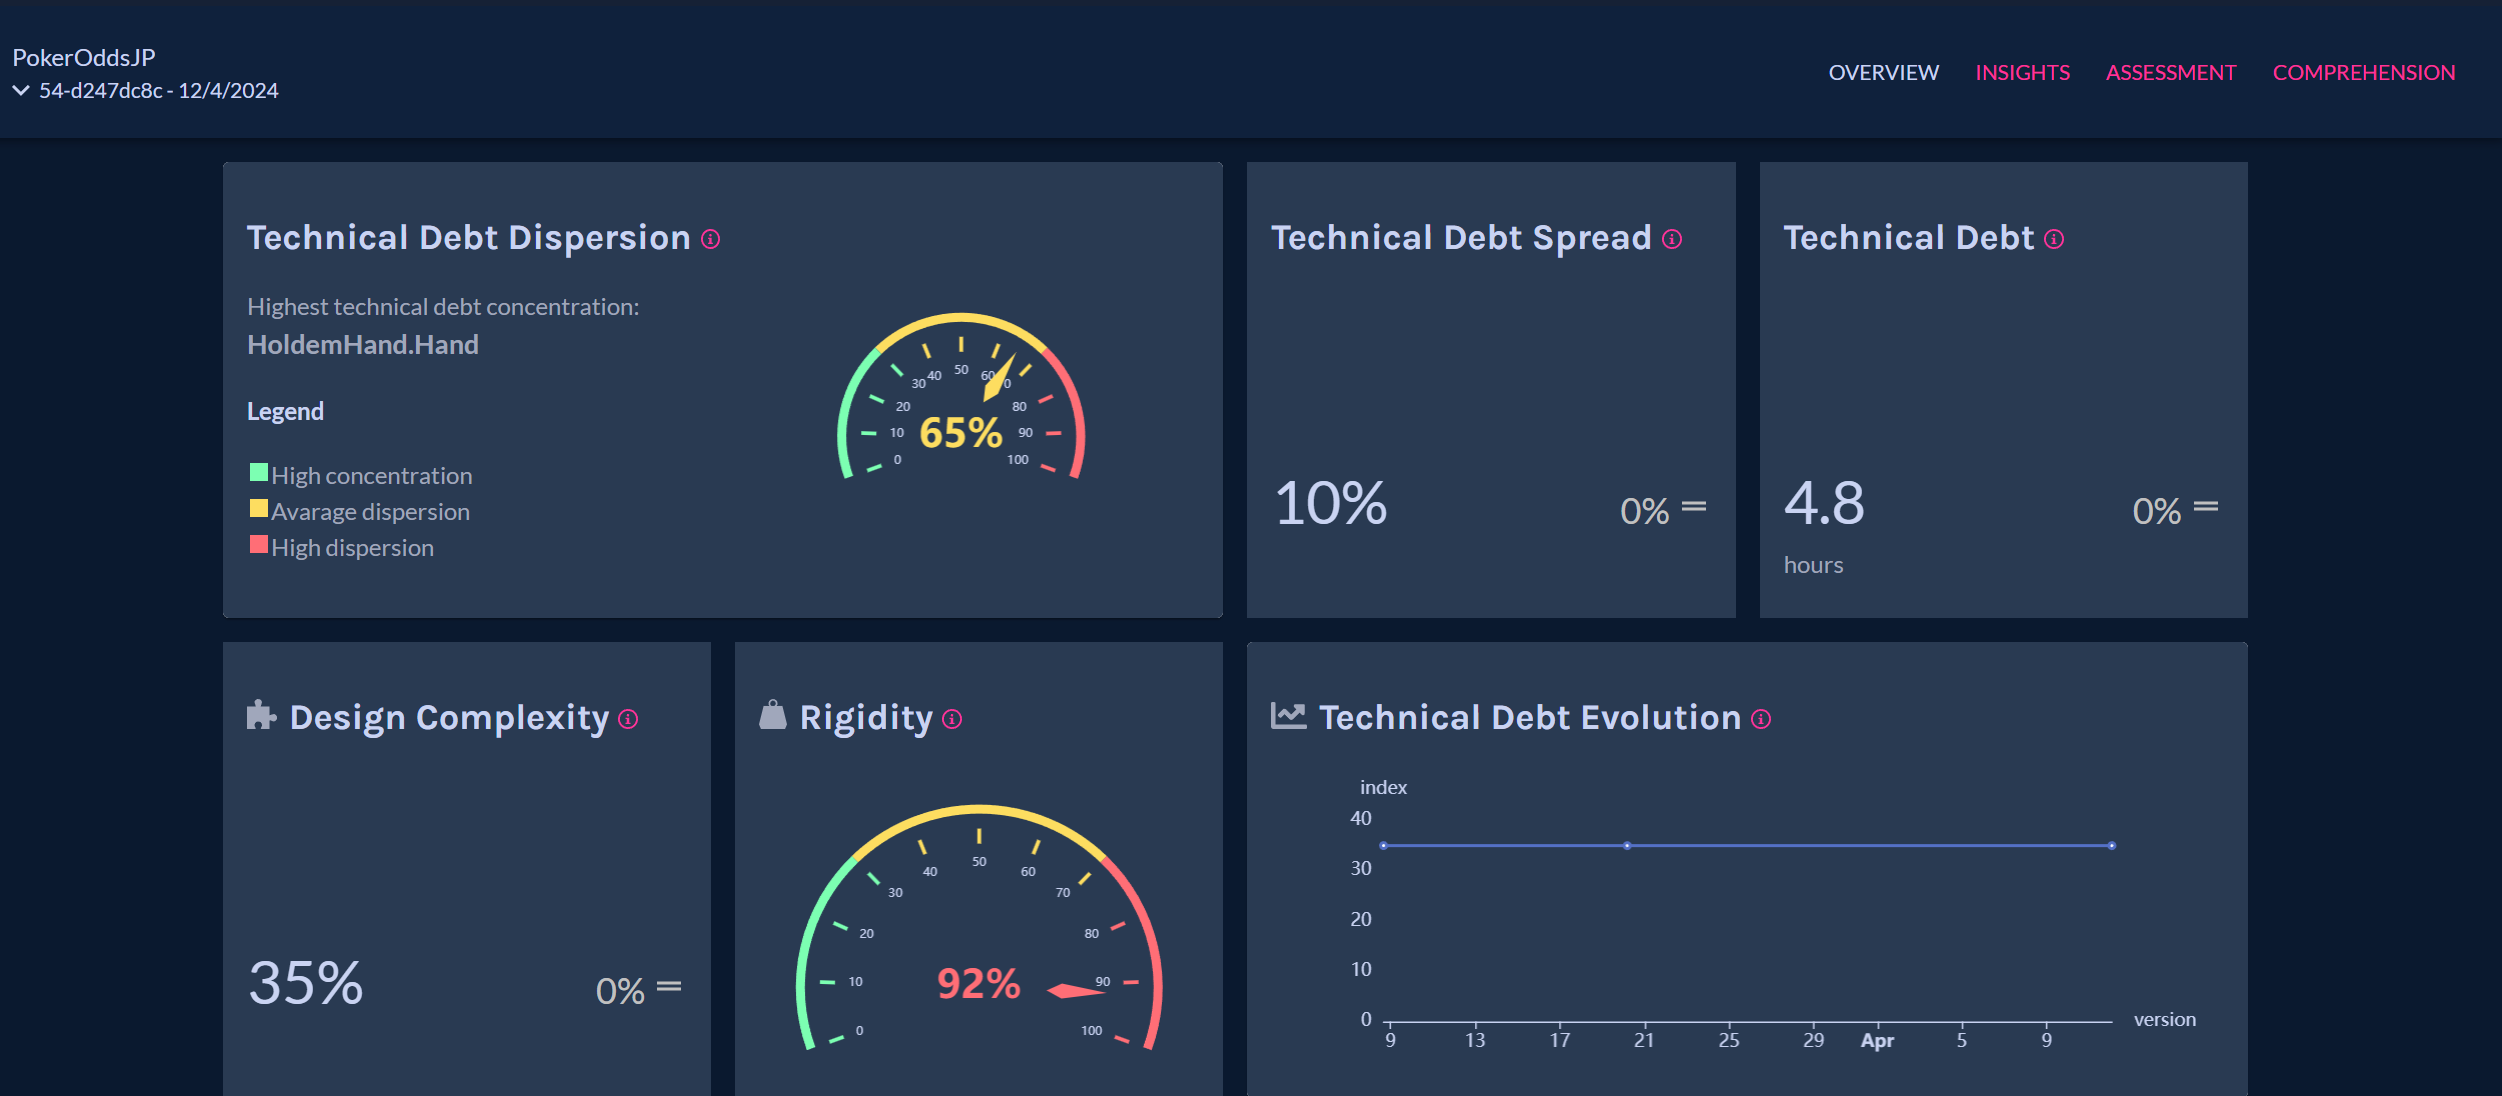 PokerOddsJP
54-d247dc8c - 12/4/2024
OVERVIEW INSIGHTS ASSESSMENT COMPREHENSION
Technical Debt Dispersion
Highest technical debt concentration:
HoldemHand.Hand
Legend
High concentration
Avarage dispersion
High dispersion
0
10
20
30
40
50
60
0
80
90
100
65%
Technical Debt Spread
10%
0% =
Technical Debt
4.8
hours
0% =
Design Complexity
35%
0% =
Rigidity
0
10
20
30
40
50
60
70
80
90
100
92%
Technical Debt Evolution
index
40
30
20
10
0
9 13 17 21 25 29 Apr 5 9
version